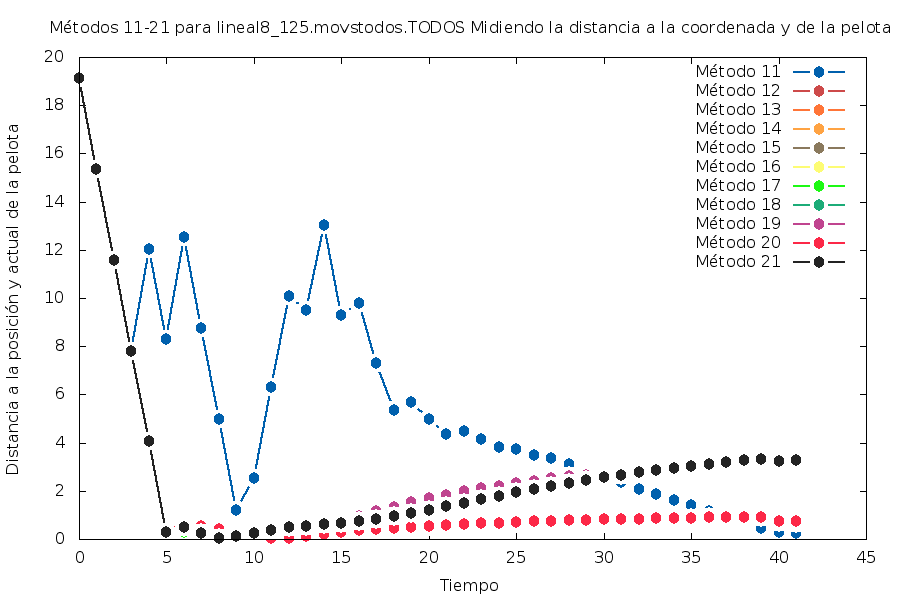 Métodos 11-21 para lineal8_125.movstodos.TODOS Midiendo la distancia a la coordenada y de la pelota
20
18
16
14
12
10
8
6
4
2
0
Distancia a la posición y actual de la pelota
Método 11
Método 12
Método 13
Método 14
Método 15
Método 16
Método 17
Método 18
Método 19
Método 20
Método 21
0 5 10 15 20 25 30 35 40 45
Tiempo